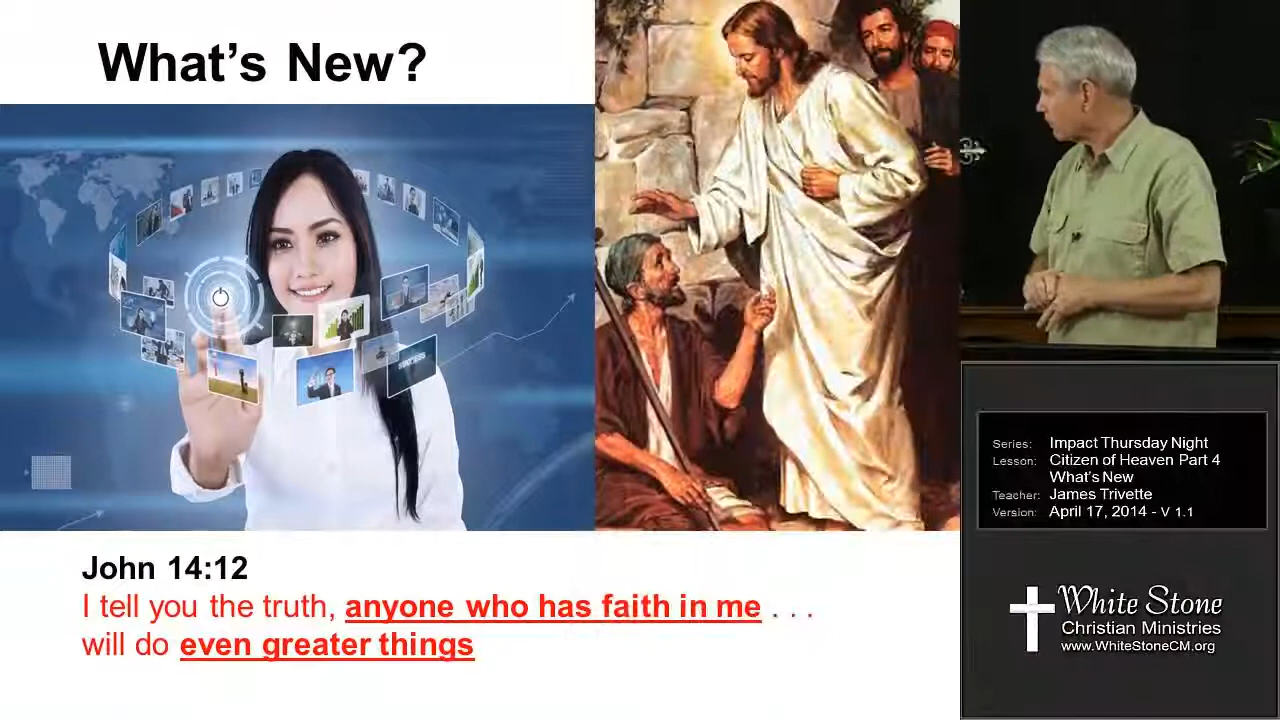 What's New?
John 14:12
I tell you the truth, anyone who has faith in me . . .
will do even greater things
Series: Impact Thursday Night
Lesson: Citizen of Heaven Part 4
What's New
Teacher: James Trivette
Version: April 17, 2014 - V 1.1
White Stone
Christian Ministries
www.WhiteStoneCM.org